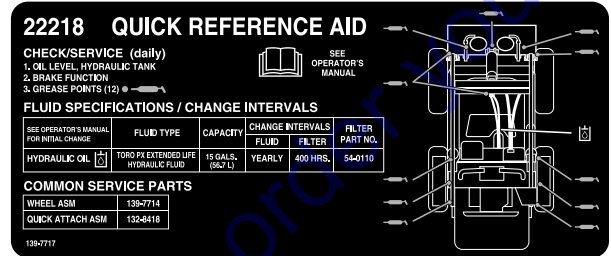 22218 QUICK REFERENCE AID
CHECK/SERVICE (daily)
1. OIL LEVEL, HYDRAULIC TANK
2. BRAKE FUNCTION
3. GREASE POINTS (12)
SEE
OPERATOR'S
MANUAL
FLUID SPECIFICATIONS / CHANGE INTERVALS
SEE OPERATOR'S MANUAL
FOR INITIAL CHANGE
FLUID TYPE
CAPACITY
CHANGE INTERVALS
FLUID
FILTER
FILTER
PART NO.
HYDRAULIC OIL
TORO PX EXTENDED LIFE
HYDRAULIC FLUID
15 GALS.
(56.7 L)
YEARLY
400 HRS.
54-0110
COMMON SERVICE PARTS
WHEEL ASM 139-7714
QUICK ATTACH ASM 132-8418
139-7717